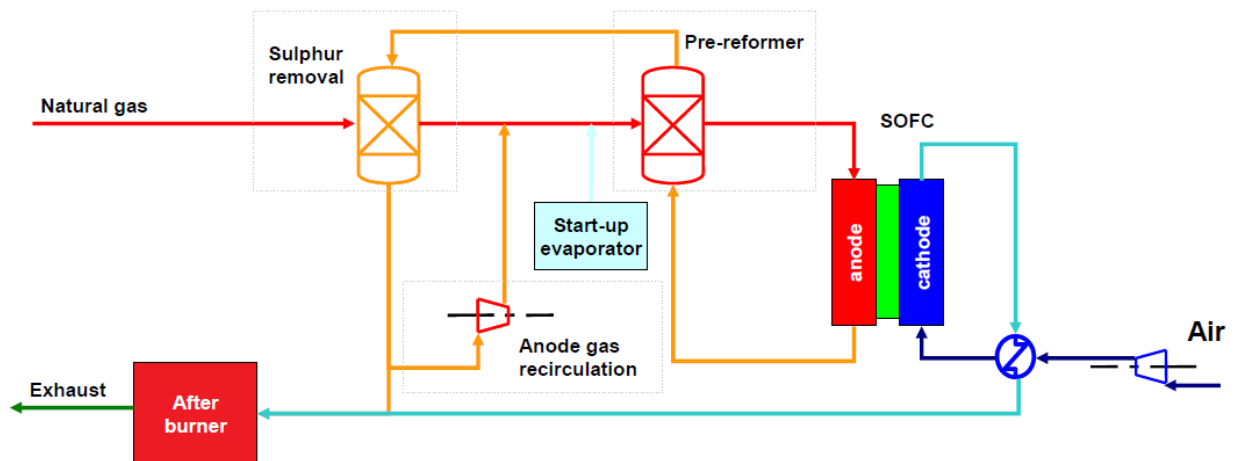 Sulphur
removal
Pre-reformer
Natural gas
SOFC
Start-up
evaporator
anode
cathode
Air
Anode gas
recirculation
Exhaust
After
burner